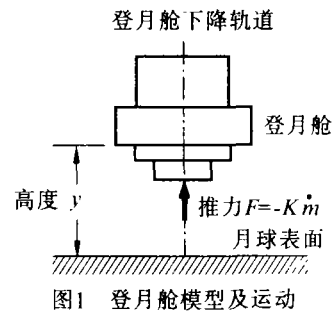 登月舱下降轨道
登月舱
高度 y
推力F=-Kṁ
月球表面
图1 登月舱模型及运动